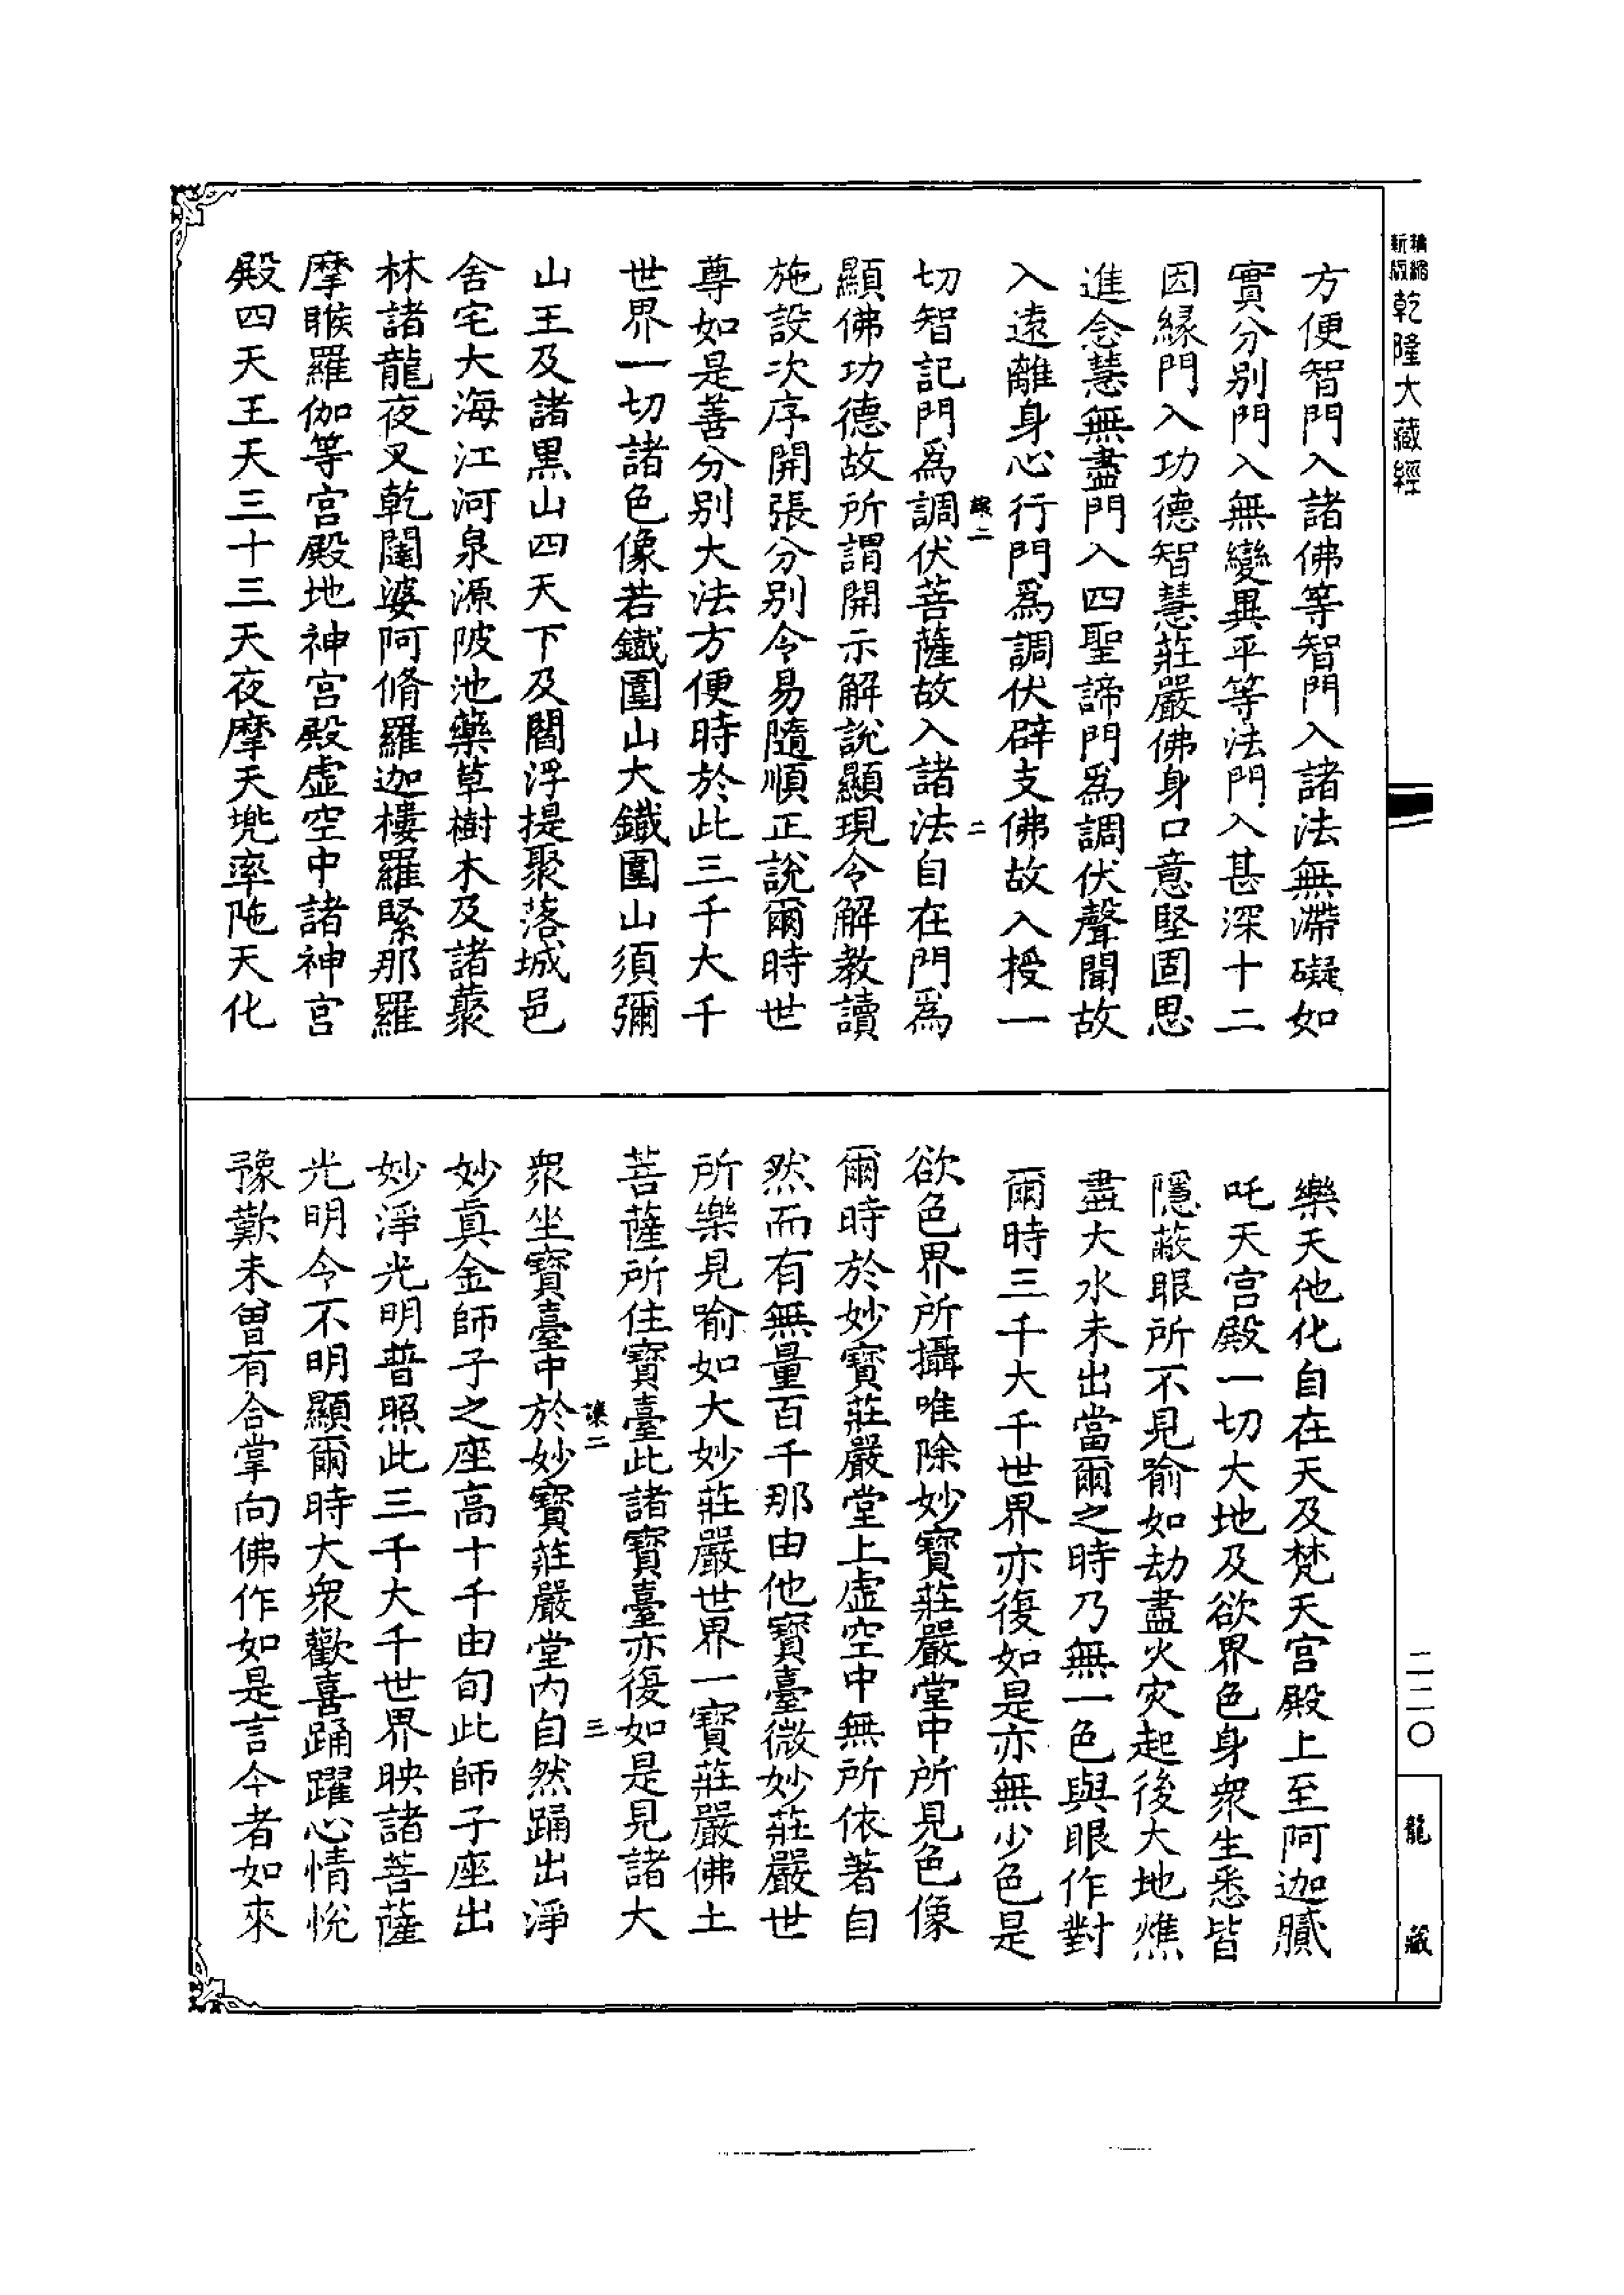 乾隆大藏經
方便智門入諸佛等智門入諸法無滯礙如
實分別門入無變異平等法門入甚深十二
因緣門入功德智慧莊嚴佛身口意堅固思
進念慧無盡門入四聖諦門爲調伏聲聞故
入遠離身心行門爲調伏辟支佛故入授一
切智記門爲調伏菩薩故入諸法自在門爲
顯佛功德故所謂開示解說顯現令解教讀
施設次序開張分別令易隨順正說爾時世
尊如是善分別大法方便時於此三千大千
世界一切諸色像若鐵圍山大鐵圍山須彌
山王及諸黑山四天下及閻浮提聚落城邑
舍宅大海江河泉源陂池藥草樹木及諸藂
林諸龍夜叉乾闥婆阿脩羅迦樓羅緊那羅
摩睺羅伽等宮殿地神宮殿虛空中諸神宮
殿四天王天三十三天夜摩天兜率陁天化
二
樂天他化自在天及梵天宮殿上至阿迦膩
吒天宮殿一切大地及欲界色身衆生悉皆
隱蔽眼所不見喻如劫盡火災起後大地燋
盡大水未出當爾之時乃無一色與眼作對
爾時三千大千世界亦復如是亦無少色是
欲色界所攝唯除妙寶莊嚴堂中所見色像
爾時於妙寶莊嚴堂上虛空中無所依著自
然而有無量百千那由他寶臺微妙莊嚴世
所樂見喻如大妙莊嚴世界一寶莊嚴佛土
菩薩所住寶臺此諸寶臺亦復如是見諸大
衆坐寶臺中於妙寶莊嚴堂内自然踊出淨
妙眞金師子之座高十千由旬此師子座出
妙淨光明普照此三千大千世界映諸菩薩
光明令不明顯爾時大衆歡喜踊躍心情悅
豫歎未曾有合掌向佛作如是言今者如來
三
二二〇
龍藏